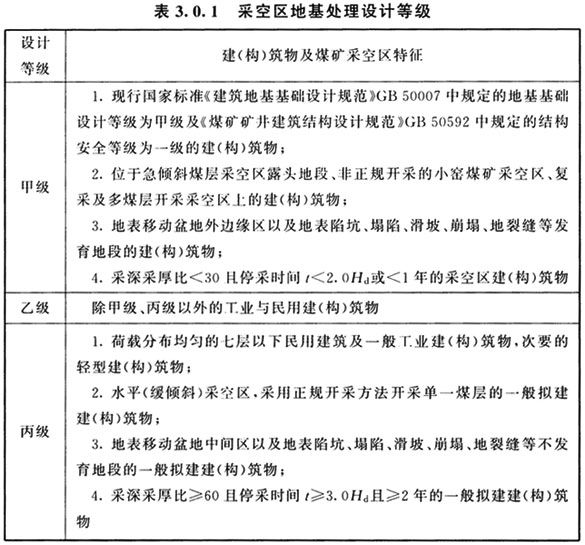 表 3.0.1 采空区地基处理设计等级
设计
等级
建(构)筑物及煤矿采空区特征
甲级
1. 现行国家标准《建筑地基基础设计规范》GB 50007 中规定的地基基础
设计等级为甲级及《煤矿矿井建筑结构设计规范》GB 50592 中规定的结构
安全等级为一级的建(构)筑物;
2. 位于急倾斜煤层采空区露头地段、非正规开采的小窑煤矿采空区、复
采及多煤层开采采空区上的建(构)筑物;
3. 地表移动盆地外边缘区以及地表陷坑、塌陷、滑坡、崩塌、地裂缝等发
育地段的建(构)筑物;
4. 采深采厚比<30 且停采时间 t<2.0Hd或<1 年的采空区建(构)筑物
乙级
除甲级、丙级以外的工业与民用建(构)筑物
丙级
1. 荷载分布均匀的七层以下民用建筑及一般工业建(构)筑物,次要的
轻型建(构)筑物;
2. 水平(缓倾斜)采空区,采用正规开采方法开采单一煤层的一般拟建
建(构)筑物;
3. 地表移动盆地中间区以及地表陷坑、塌陷、滑坡、崩塌、地裂缝等不发
育地段的一般拟建建(构)筑物;
4. 采深采厚比≥60 且停采时间 t≥3.0Hd且≥2 年的一般拟建建(构)筑
物